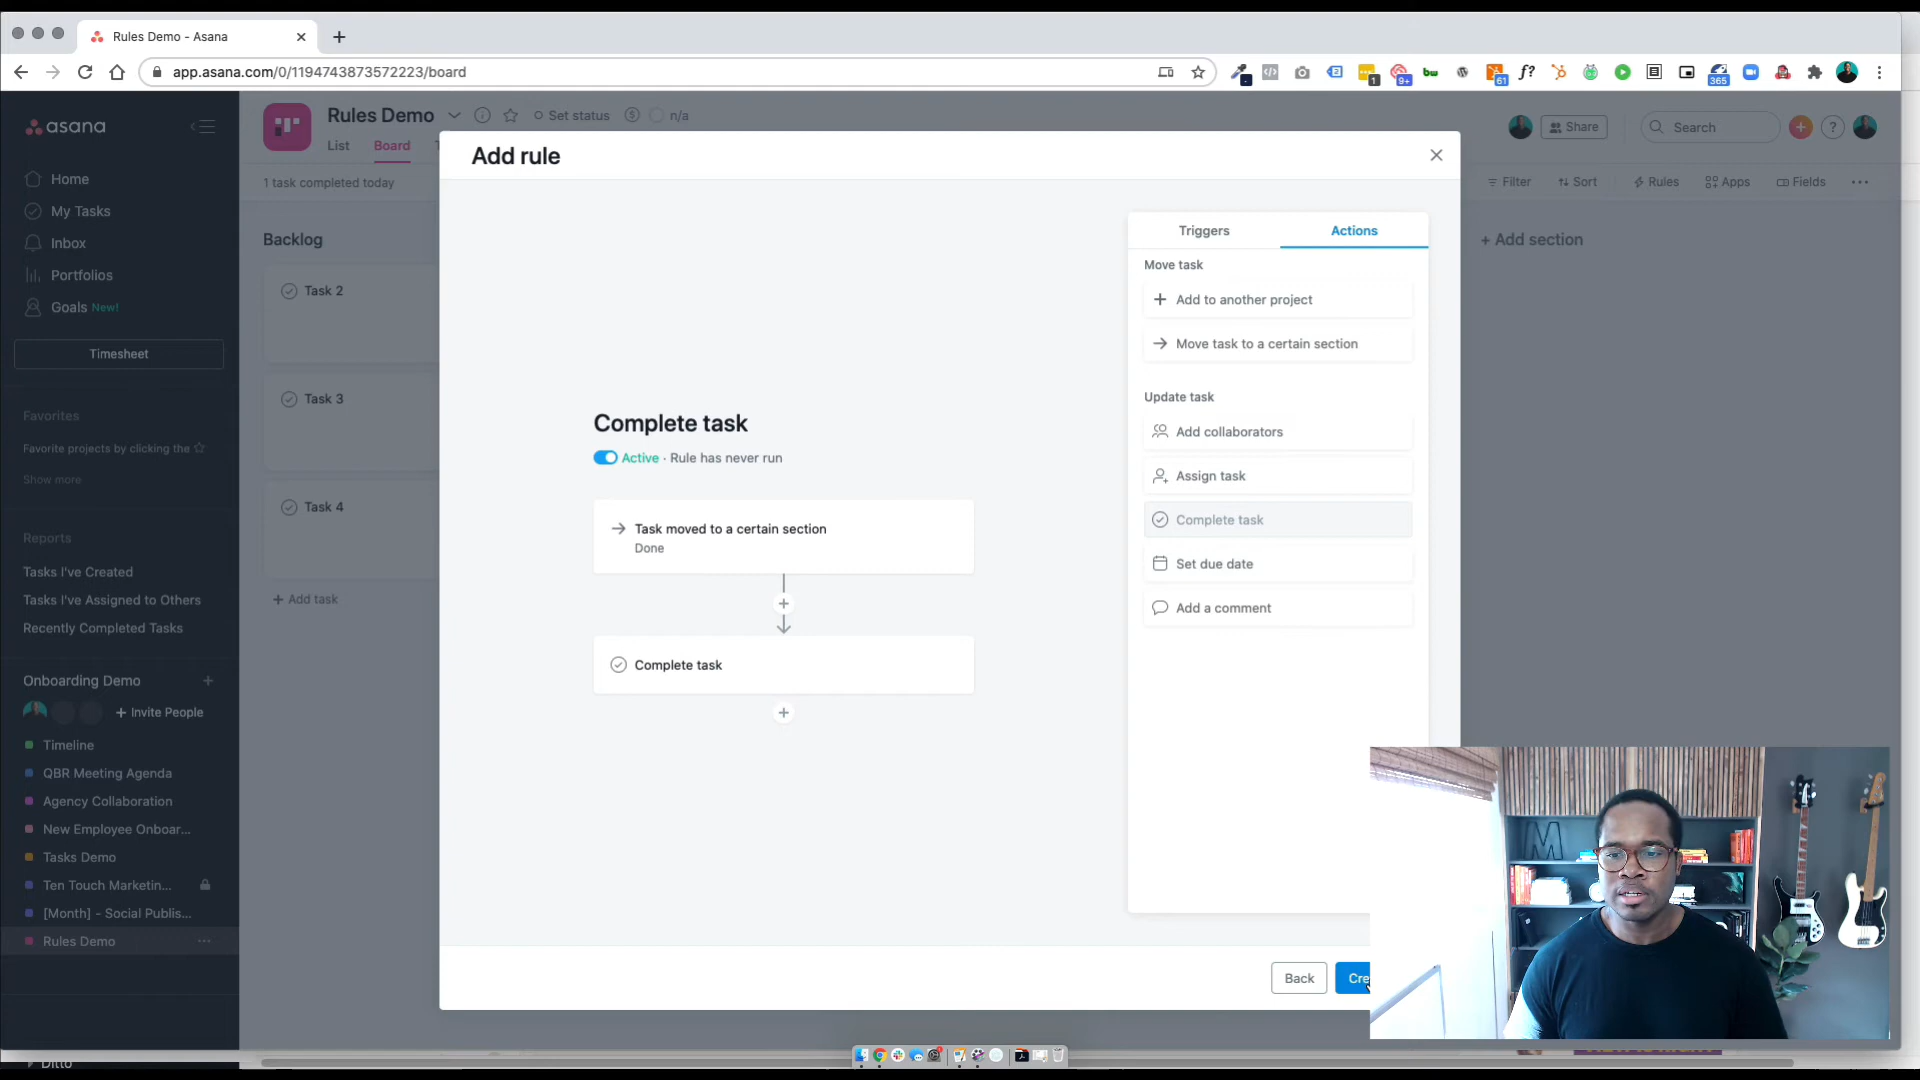 Rules Demo - Asana
app.asana.com/0/1194743873572223/board
1
9+
bw
f?
61
365
asana
Rules Demo
Set status
n/a
Share
Search
?
List
Board
Home
My Tasks
Inbox
Portfolios
Goals New!
Timesheet
Favorites
Favorite projects by clicking the
Show more
Reports
Tasks I've Created
Tasks I've Assigned to Others
Recently Completed Tasks
Onboarding Demo
Invite People
Timeline
QBR Meeting Agenda
Agency Collaboration
New Employee Onboar...
Tasks Demo
Ten Touch Marketin...
[Month] - Social Publis...
Rules Demo
1 task completed today
Filter
Sort
Rules
Apps
Fields
Backlog
Task 2
Task 3
Task 4
+ Add task
+ Add section
Add rule
Complete task
Active · Rule has never run
Task moved to a certain section
Done
Complete task
Triggers
Actions
Move task
Add to another project
Move task to a certain section
Update task
Add collaborators
Assign task
Complete task
Set due date
Add a comment
Back
Cre
M
Ditto